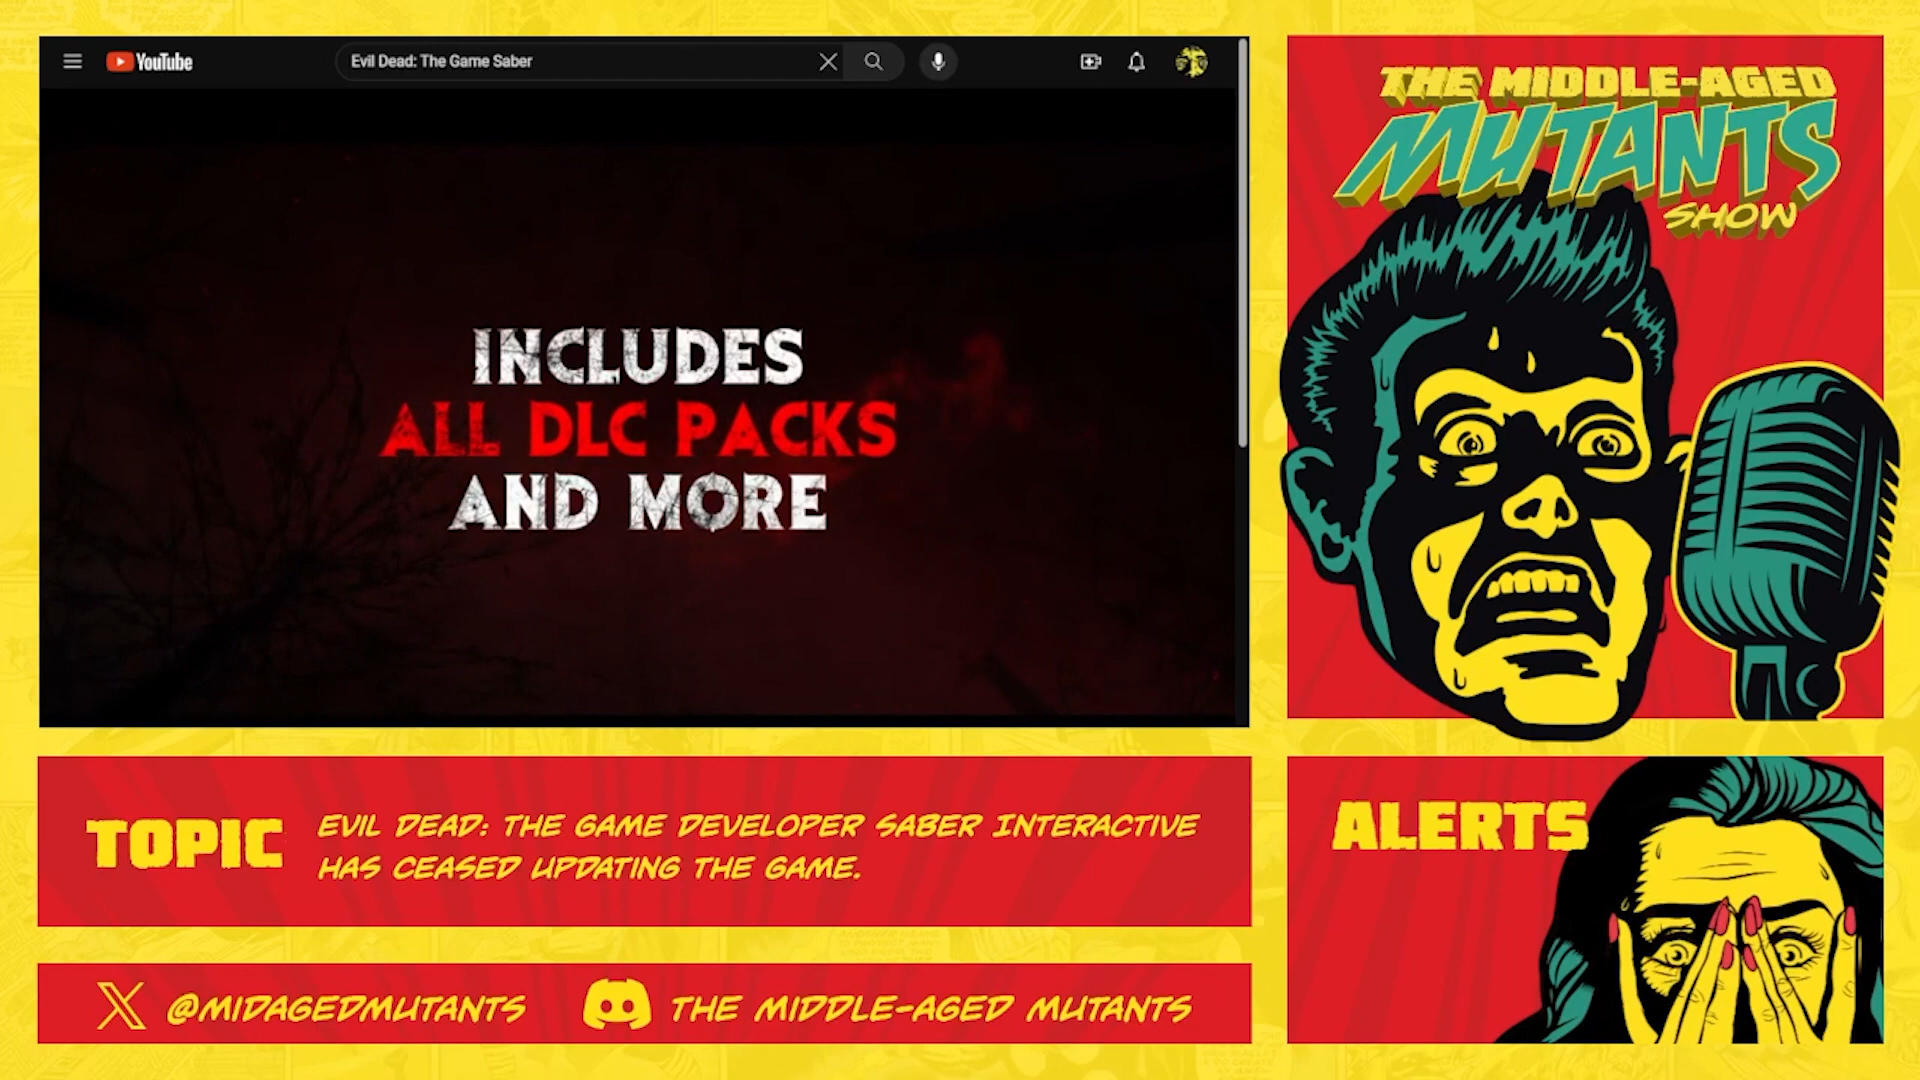 YouTube
Evil Dead: The Game Saber
INCLUDES
ALL DLC PACKS
AND MORE
THE MIDDLE-AGED
MUTANTS
SHOW
TOPIC
EVIL DEAD: THE GAME DEVELOPER SABER INTERACTIVE
HAS CEASED UPDATING THE GAME.
ALERTS
@MIDAGEDMUTANTS
THE MIDDLE-AGED MUTANTS